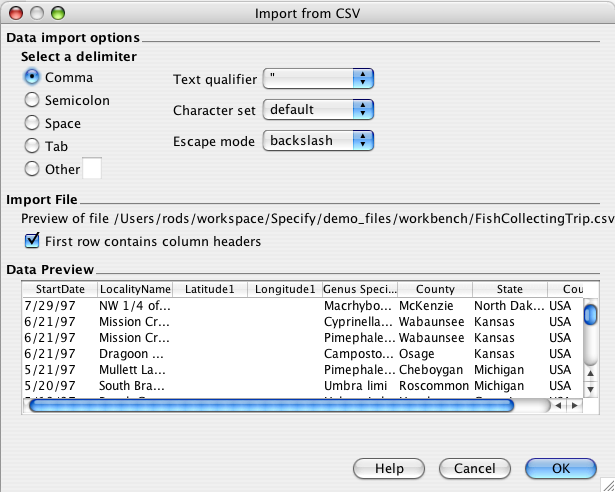 Import from CSV
Data import options
Select a delimiter
Comma
Semicolon
Space
Tab
Other
Text qualifier "
Character set default
Escape mode backslash
Import File
Preview of file /Users/rods/workspace/Specify/demo_files/workbench/FishCollectingTrip.csv
First row contains column headers
Data Preview
StartDate LocalityName Latitude1 Longitude1 Genus Speci... County State Cou
7/29/97 NW 1/4 of... Macrhybo... McKenzie North Dak... USA
6/21/97 Mission Cr... Cyprinella... Wabaunsee Kansas USA
6/21/97 Mission Cr... Pimephale... Wabaunsee Kansas USA
6/21/97 Dragoon ... Camposto... Osage Kansas USA
5/21/97 Mullett La... Pimephale... Cheboygan Michigan USA
5/20/97 South Bra... Umbra limi Roscommon Michigan USA
Help Cancel OK